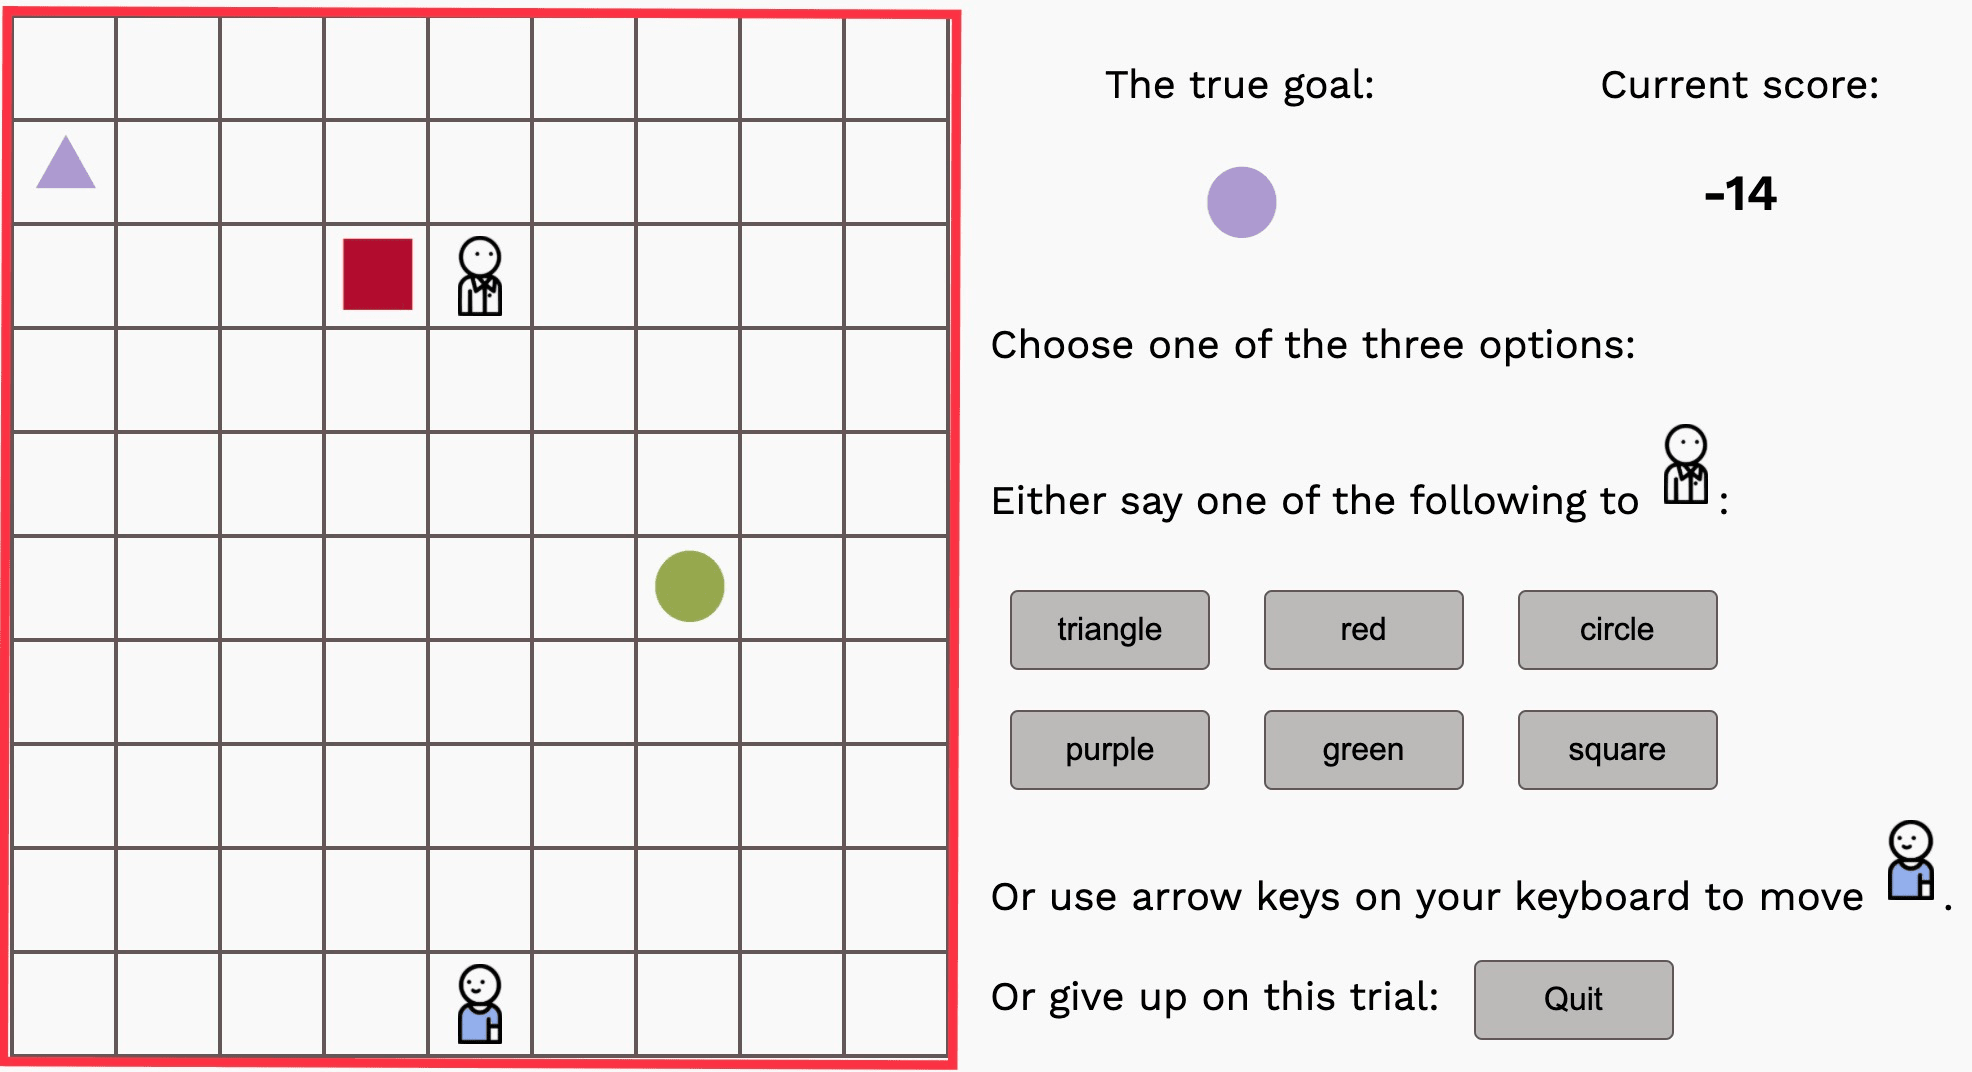 The true goal:
Current score:
-14
Choose one of the three options:
Either say one of the following to :
triangle
red
circle
purple
green
square
Or use arrow keys on your keyboard to move .
Or give up on this trial:
Quit